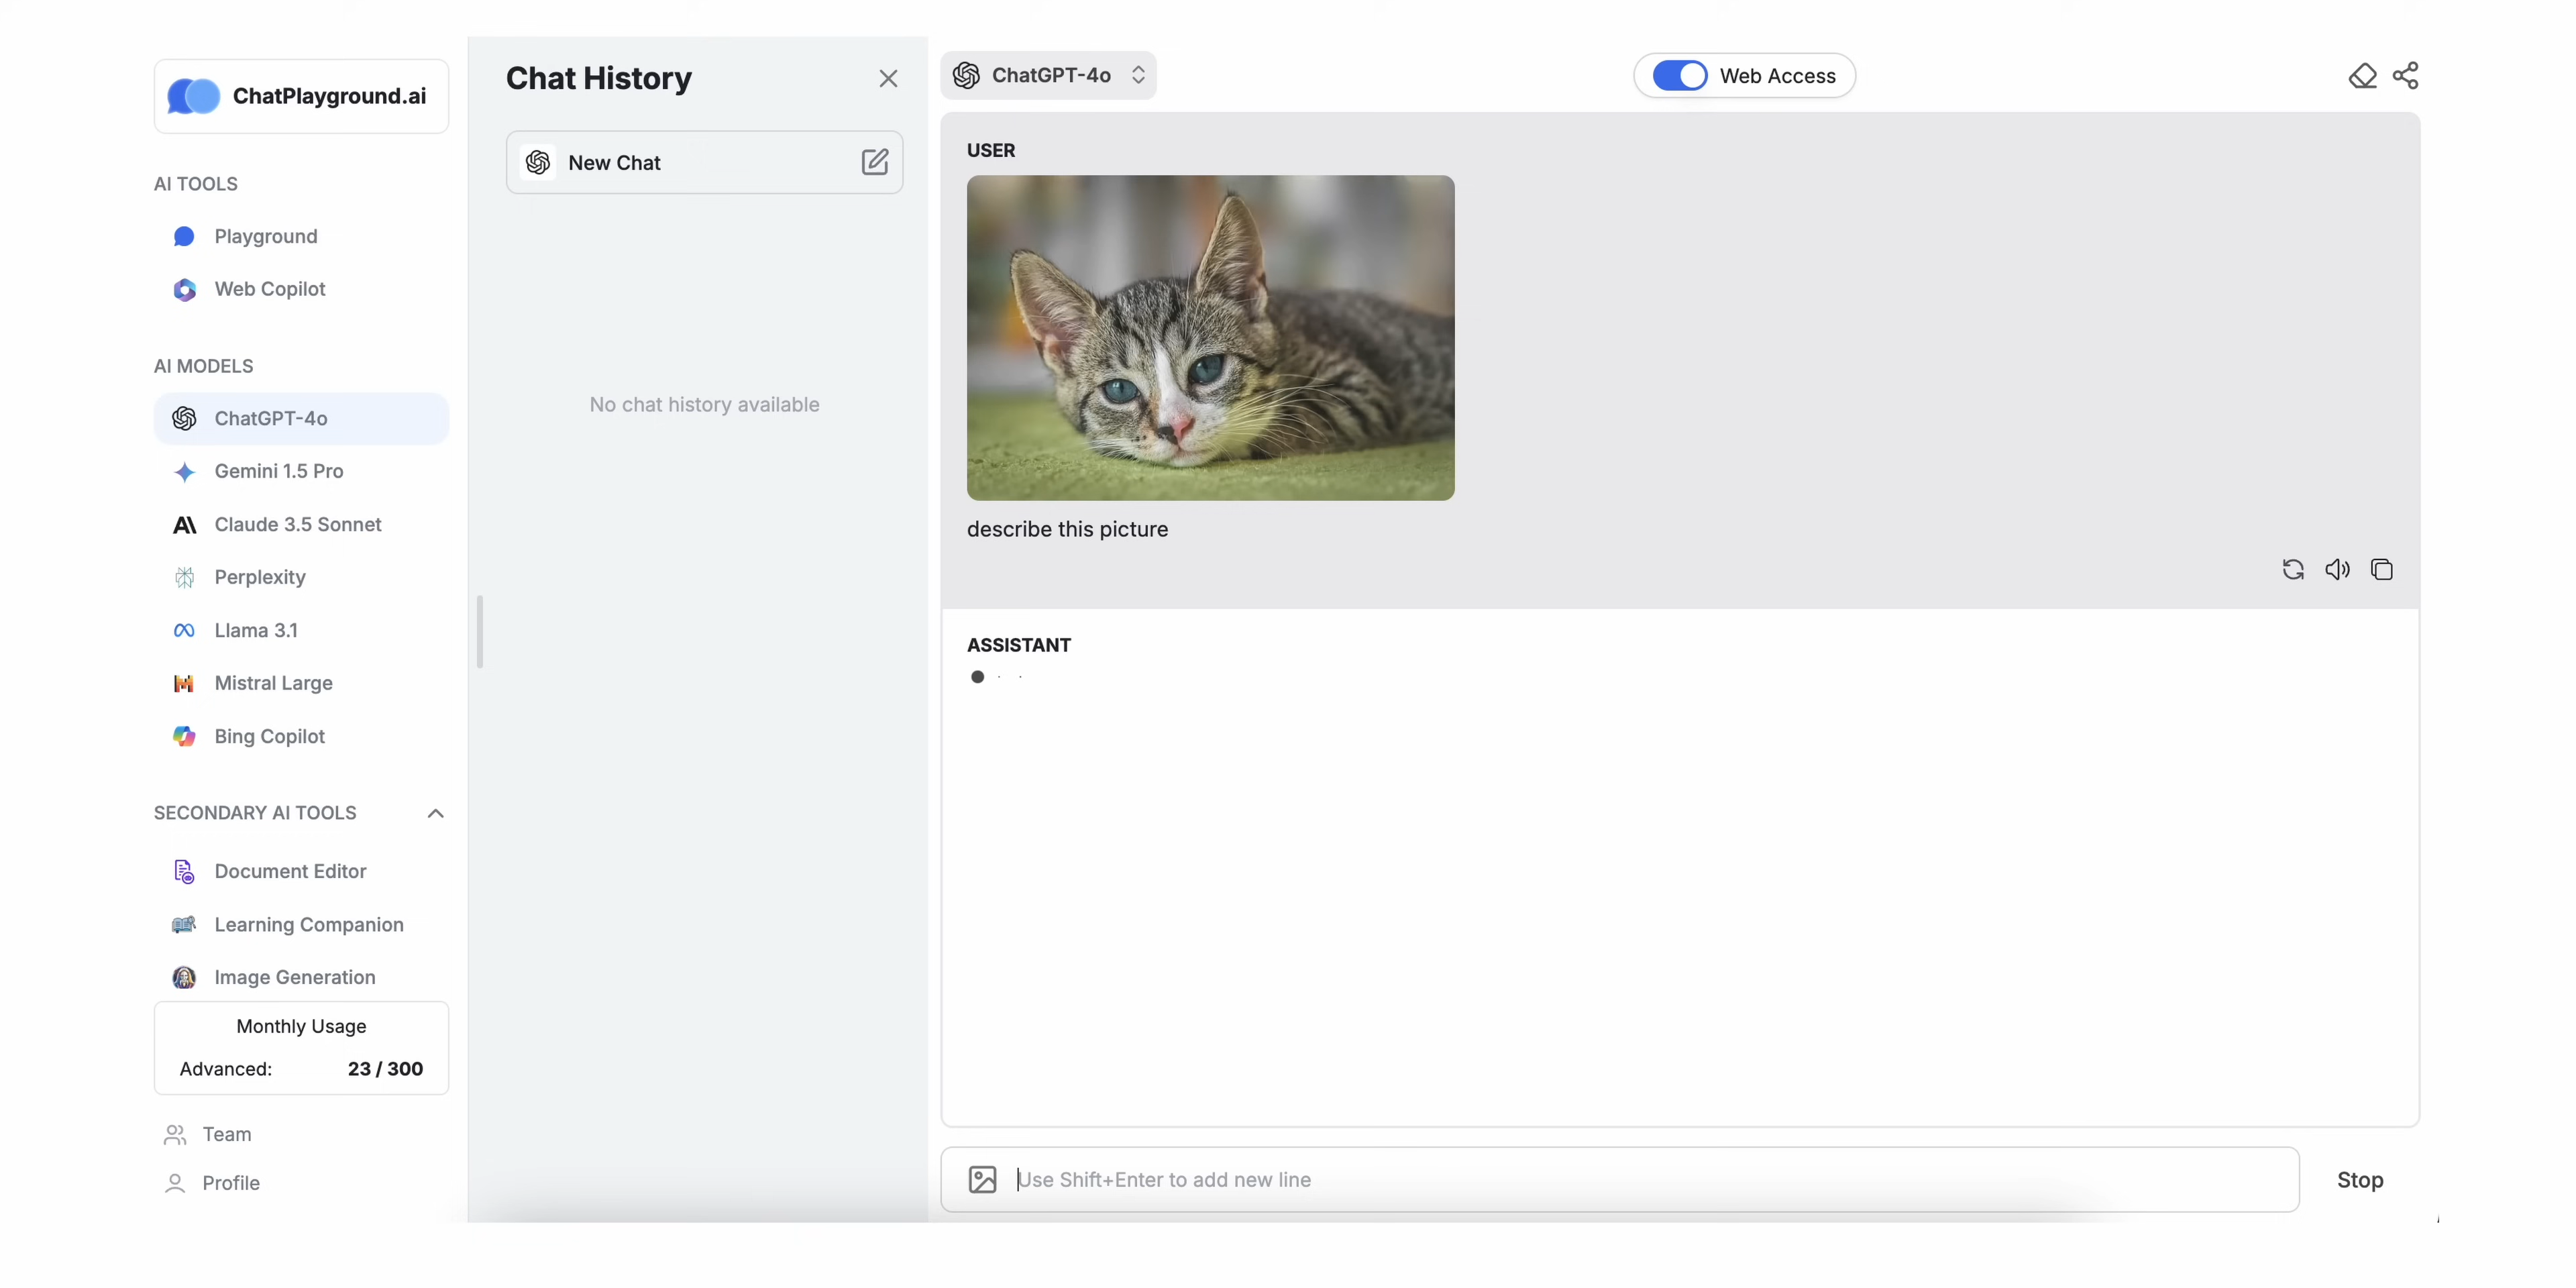 ChatPlayground.ai
AI TOOLS
Playground
Web Copilot
AI MODELS
ChatGPT-4o
Gemini 1.5 Pro
Claude 3.5 Sonnet
Perplexity
Llama 3.1
Mistral Large
Bing Copilot
SECONDARY AI TOOLS
Document Editor
Learning Companion
Image Generation
Monthly Usage
Advanced: 23 / 300
Team
Profile
Chat History
New Chat
No chat history available
ChatGPT-4o
Web Access
USER
describe this picture
ASSISTANT
Use Shift+Enter to add new line
Stop